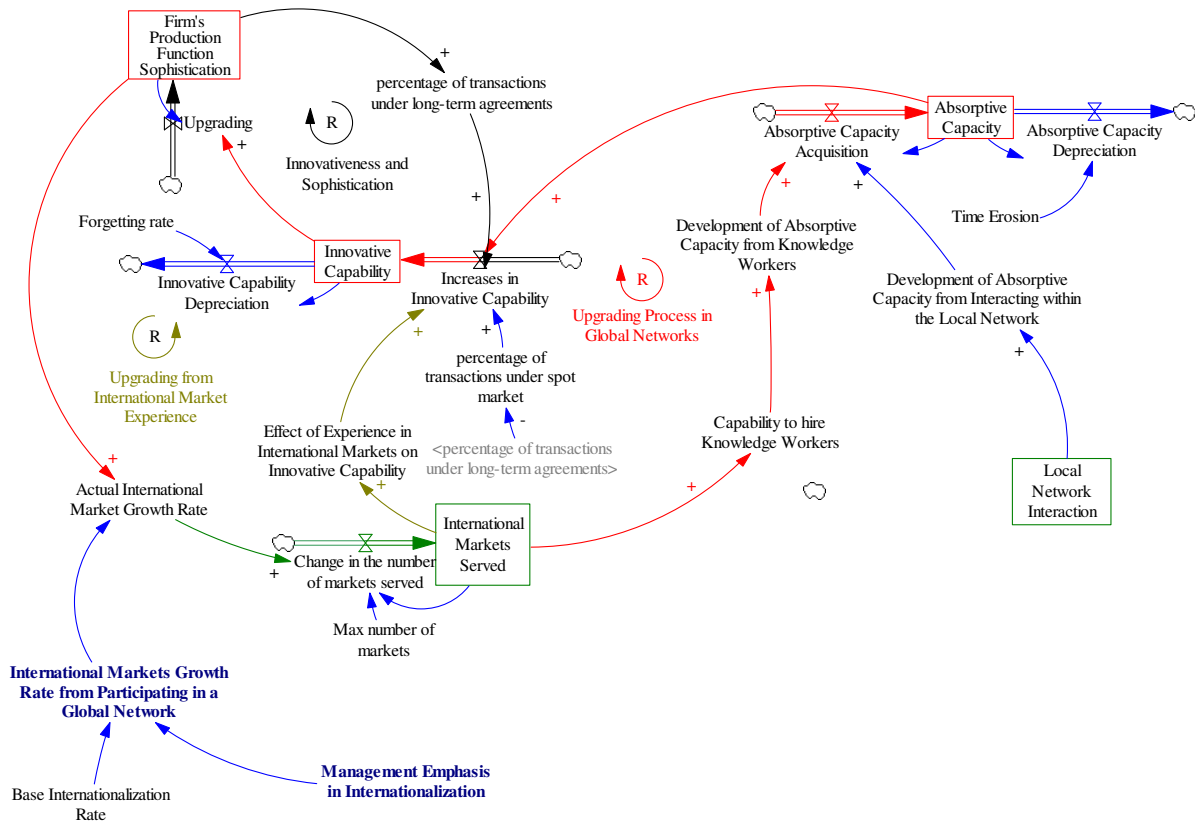 Firm's
Production
Function
Sophistication
+
percentage of transactions
under long-term agreements
Upgrading
+
R
Innovativeness and
Sophistication
+
+
Absorptive Capacity
Acquisition
Absorptive
Capacity
Absorptive Capacity
Depreciation
+
+
Time Erosion
Forgetting rate
Innovative Capability
Depreciation
Innovative
Capability
Increases in
Innovative Capability
Development of Absorptive
Capacity from Knowledge
Workers
+
Development of Absorptive
Capacity from Interacting within
the Local Network
+
R
Upgrading Process in
Global Networks
R
Upgrading from
International Market
Experience
+
+
percentage of
transactions under spot
market
-
<percentage of transactions
under long-term agreements>
Effect of Experience in
International Markets on
Innovative Capability
+
Capability to hire
Knowledge Workers
+
Local
Network
Interaction
+
Actual International
Market Growth Rate
+
Change in the number
of markets served
International
Markets
Served
Max number of
markets
International Markets Growth
Rate from Participating in a
Global Network
Base Internationalization
Rate
Management Emphasis
in Internationalization